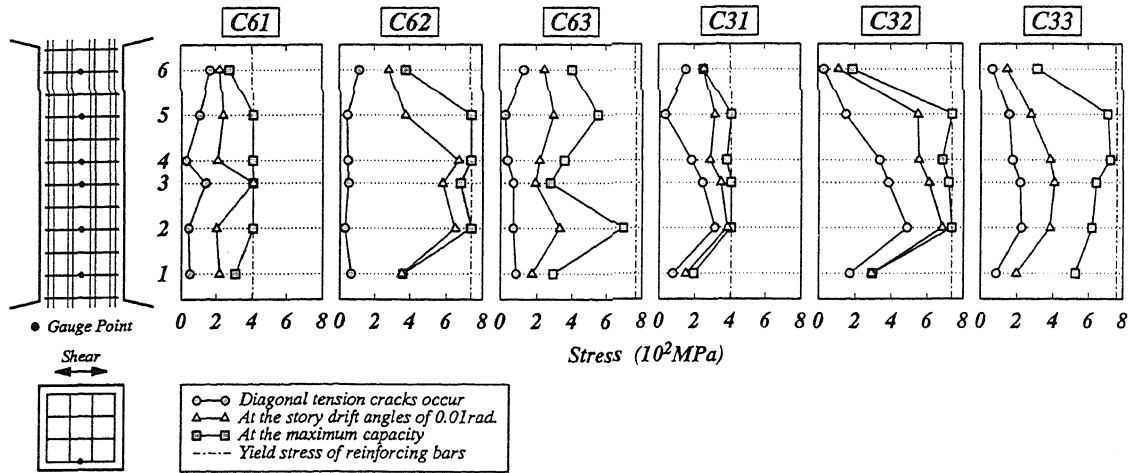 C61 C62 C63 C31 C32 C33
6
5
4
3
2
1
0 2 4 6 8 0 2 4 6 8 0 2 4 6 8 0 2 4 6 8 0 2 4 6 8 0 2 4 6 8
Gauge Point
Stress (10²MPa)
Shear
Diagonal tension cracks occur
At the story drift angles of 0.01rad.
At the maximum capacity
Yield stress of reinforcing bars